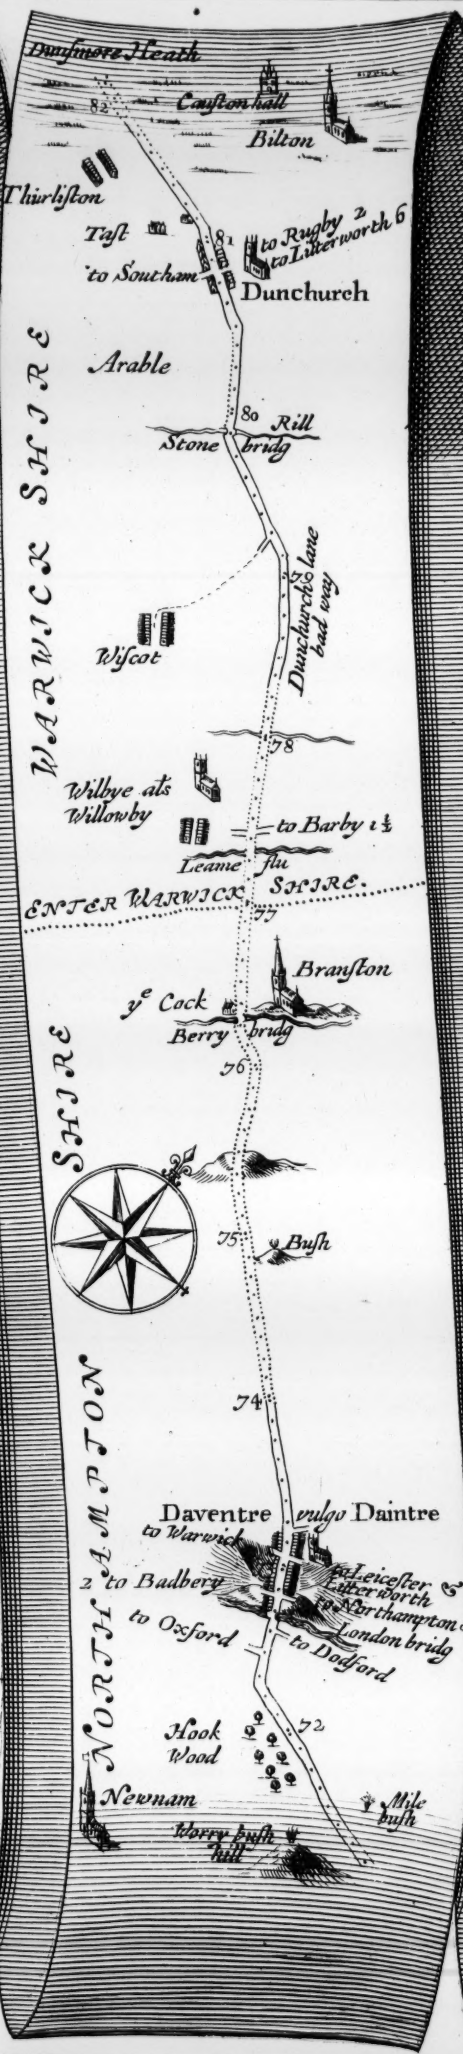 Dunsmore Heath
Causton hall
82
Bilton
Thurliston
Tast
81
to Rugby 2
to Litterworth 6
to Southam
Dunchurch
Arable
80
Rill
Stone bridg
Dunchurch lane
bad way
79
Wiscot
78
Wilbye als
Willowby
to Barby 1½
Leame flu
ENTER WARWICK SHIRE.
77
Branston
yᵉ Cock
Berry bridg
76
75
Bush
74
Daventre vulgo Daintre
to Warwick
to Leicester &
Litterworth
2 to Badbery
to Northampton
to Oxford
London bridg
to Dodford
72
Hook
Wood
Newnam
Mile
bush
Worry bush
hill
WARWICK SHIRE
NORTH AMPTON SHIRE